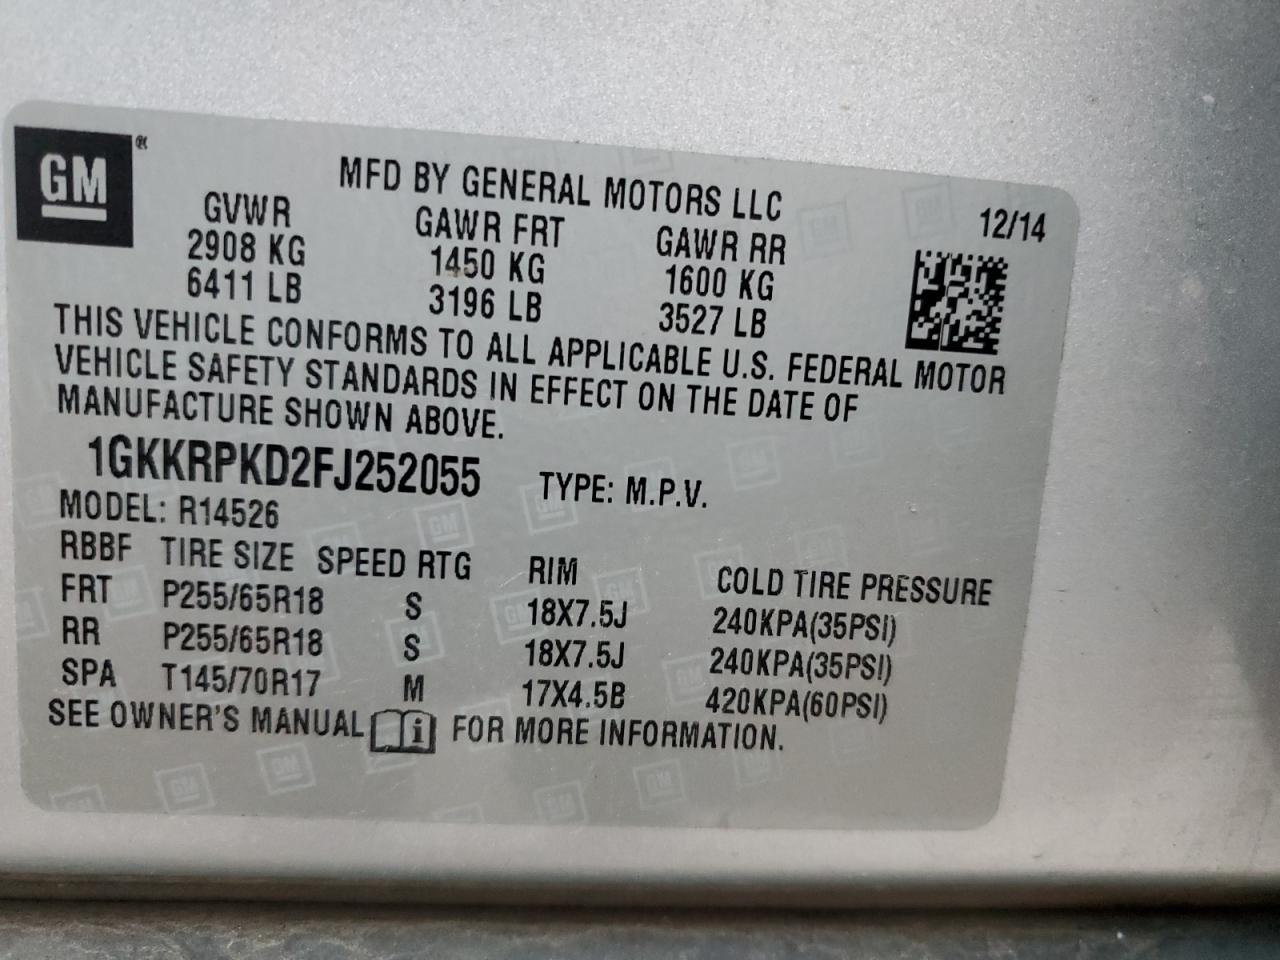 GM ®
MFD BY GENERAL MOTORS LLC
GVWR GAWR FRT GAWR RR 12/14
2908 KG 1450 KG 1600 KG
6411 LB 3196 LB 3527 LB
THIS VEHICLE CONFORMS TO ALL APPLICABLE U.S. FEDERAL MOTOR
VEHICLE SAFETY STANDARDS IN EFFECT ON THE DATE OF
MANUFACTURE SHOWN ABOVE.
1GKKRPKD2FJ252055 TYPE: M.P.V.
MODEL: R14526
RBBF TIRE SIZE SPEED RTG RIM COLD TIRE PRESSURE
FRT P255/65R18 S 18X7.5J 240KPA(35PSI)
RR P255/65R18 S 18X7.5J 240KPA(35PSI)
SPA T145/70R17 M 17X4.5B 420KPA(60PSI)
SEE OWNER'S MANUAL i FOR MORE INFORMATION.